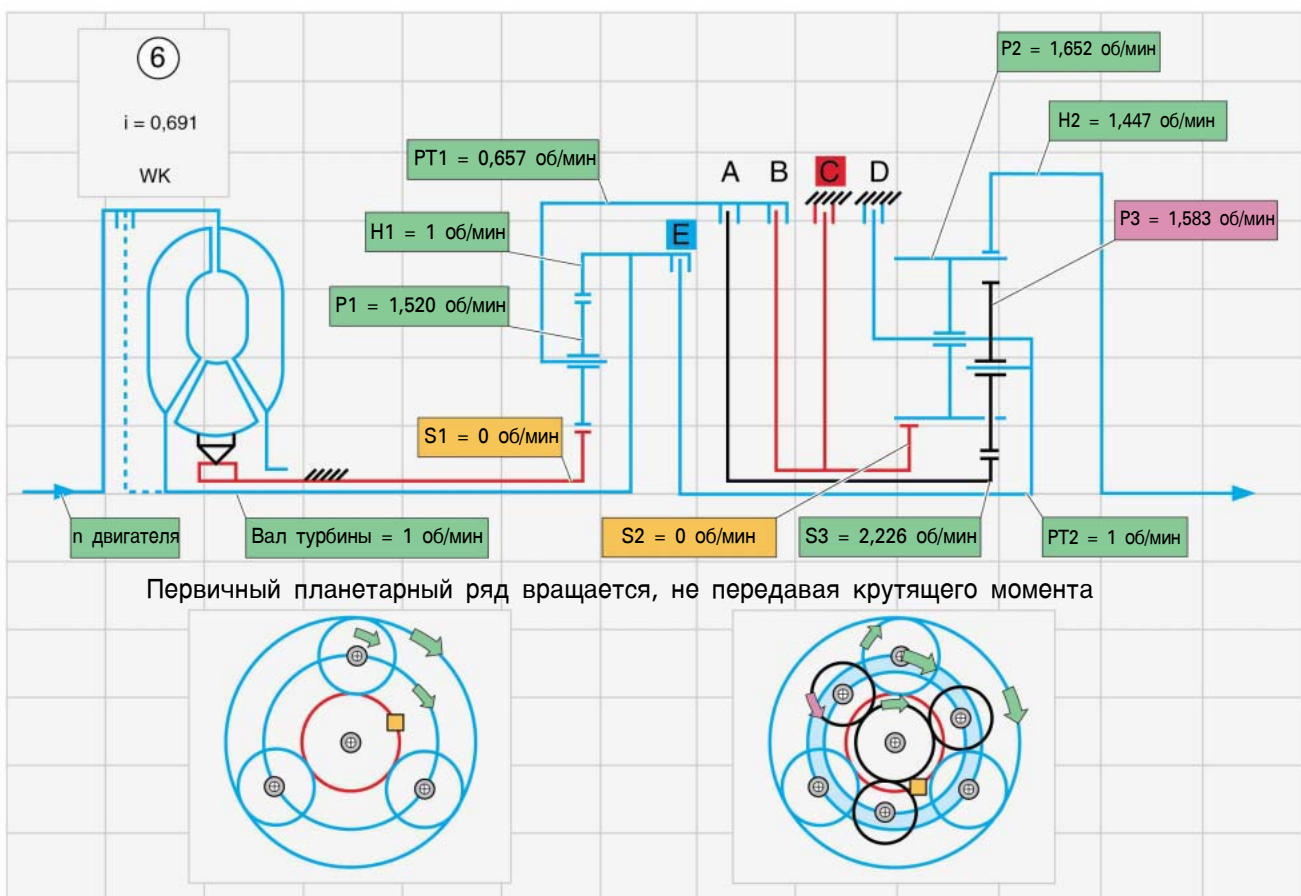 6
i = 0,691
WK
P2 = 1,652 об/мин
H2 = 1,447 об/мин
PT1 = 0,657 об/мин
A B C D
H1 = 1 об/мин
P3 = 1,583 об/мин
E
P1 = 1,520 об/мин
S1 = 0 об/мин
n двигателя
Вал турбины = 1 об/мин
S2 = 0 об/мин
S3 = 2,226 об/мин
PT2 = 1 об/мин
Первичный планетарный ряд вращается, не передавая крутящего момента